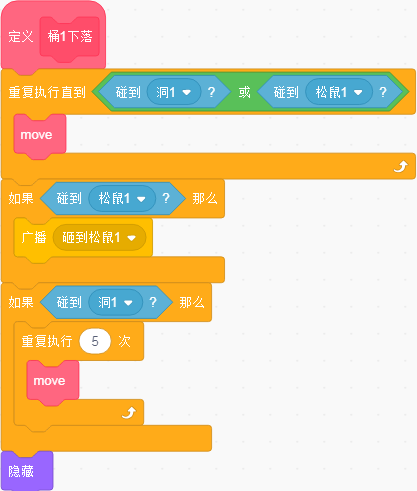 定义 桶1下落
重复执行直到 碰到 洞1 ? 或 碰到 松鼠1 ?
move
如果 碰到 松鼠1 ? 那么
广播 砸到松鼠1
如果 碰到 洞1 ? 那么
重复执行 5 次
move
隐藏